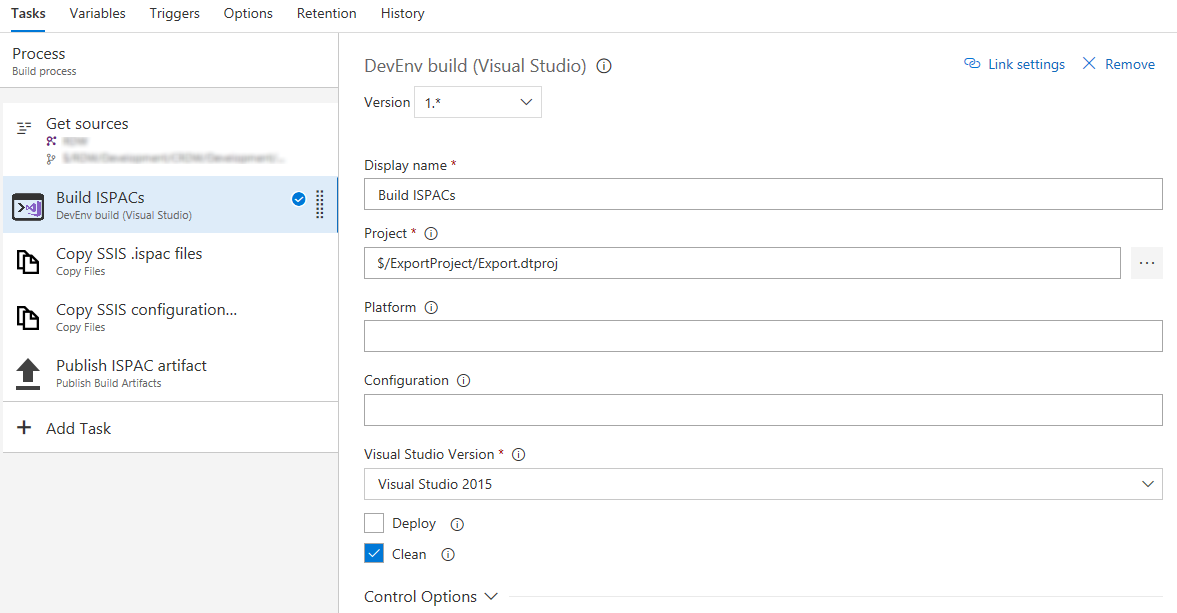 Tasks Variables Triggers Options Retention History
Process
Build process
Get sources
Build ISPACs
DevEnv build (Visual Studio)
Copy SSIS .ispac files
Copy Files
Copy SSIS configuration...
Copy Files
Publish ISPAC artifact
Publish Build Artifacts
Add Task
DevEnv build (Visual Studio)
Link settings Remove
Version 1.*
Display name *
Build ISPACs
Project *
$/ExportProject/Export.dtproj
...
Platform
Configuration
Visual Studio Version *
Visual Studio 2015
Deploy
Clean
Control Options